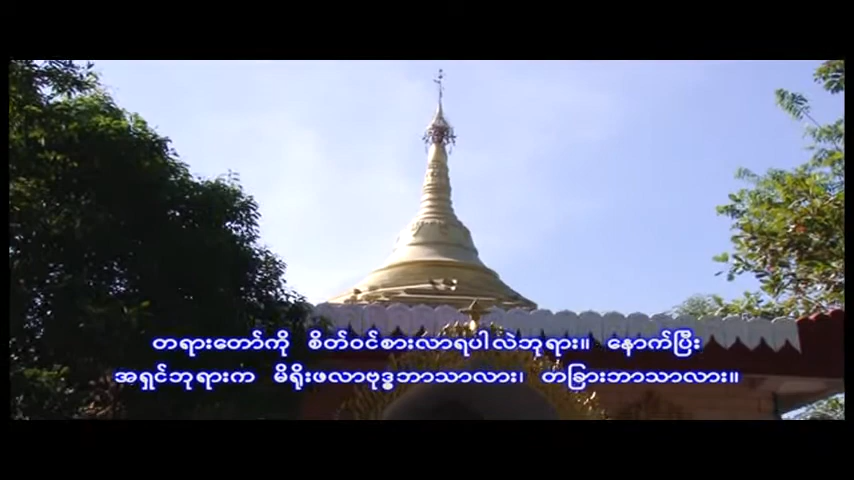 တရားတော်ကို စိတ်ဝင်စားလာရပါလဲဘုရား။ နောက်ပြီး
အရှင်ဘုရားက မိရိုးဖလာဗုဒ္ဓဘာသာလား၊ တခြားဘာသာလား။